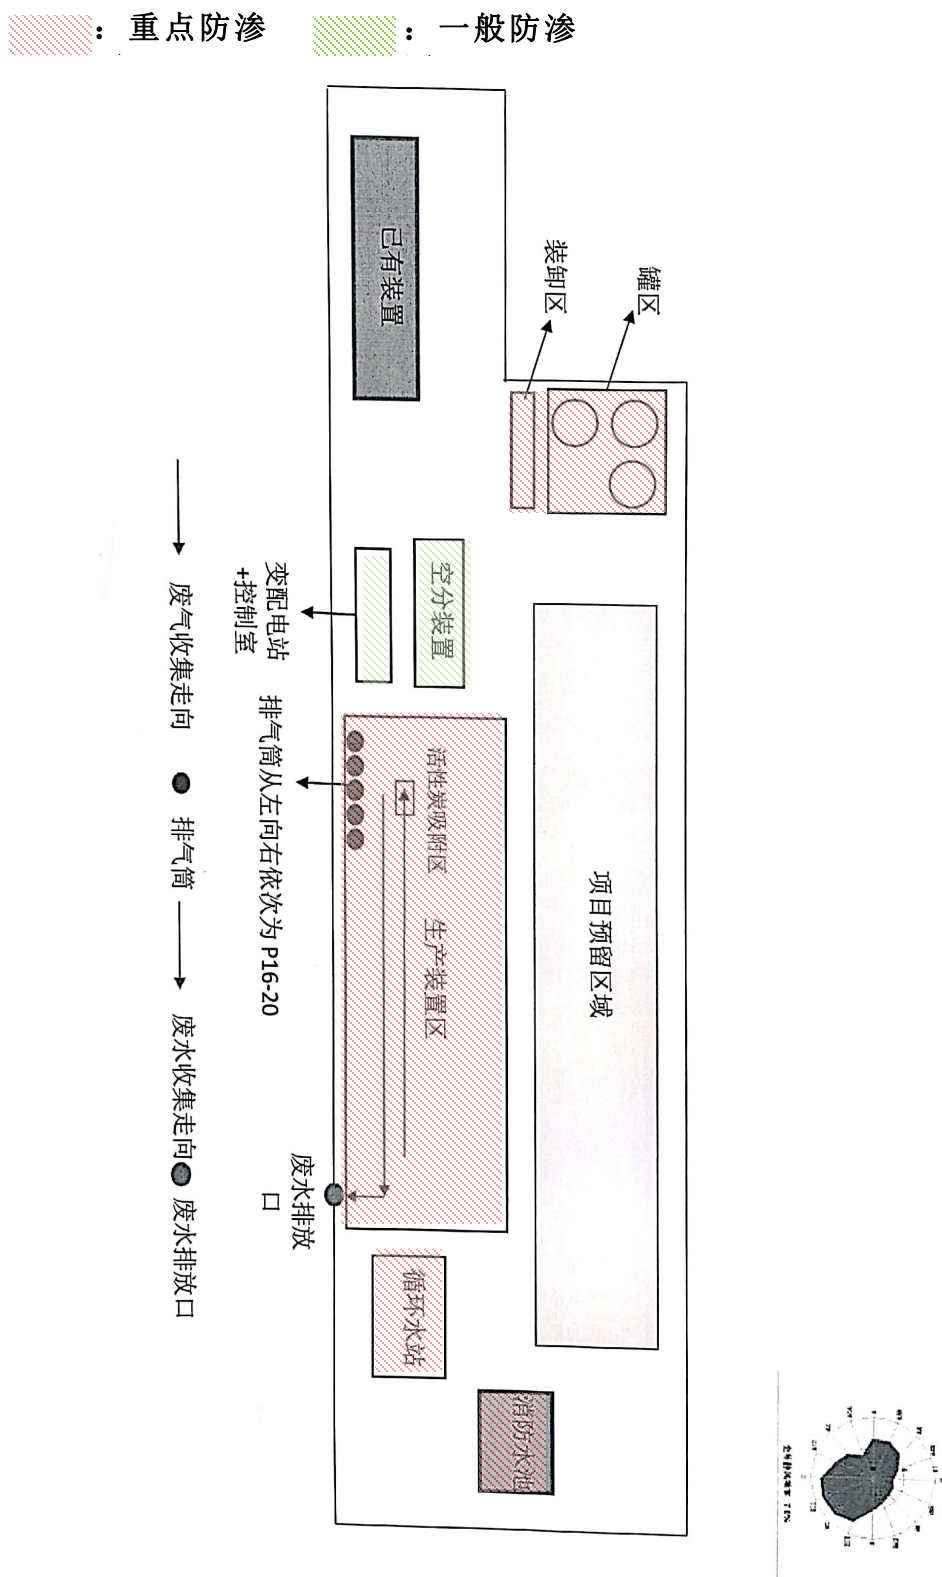 ：重点防渗
：一般防渗
已有装置
装卸区
罐区
变配电站
+控制室
空分装置
排气筒从左向右依次为 P16-20
活性炭吸附区
生产装置区
项目预留区域
废水排放
口
循环水站
消防水池
废气收集走向
排气筒
废水收集走向
废水排放口